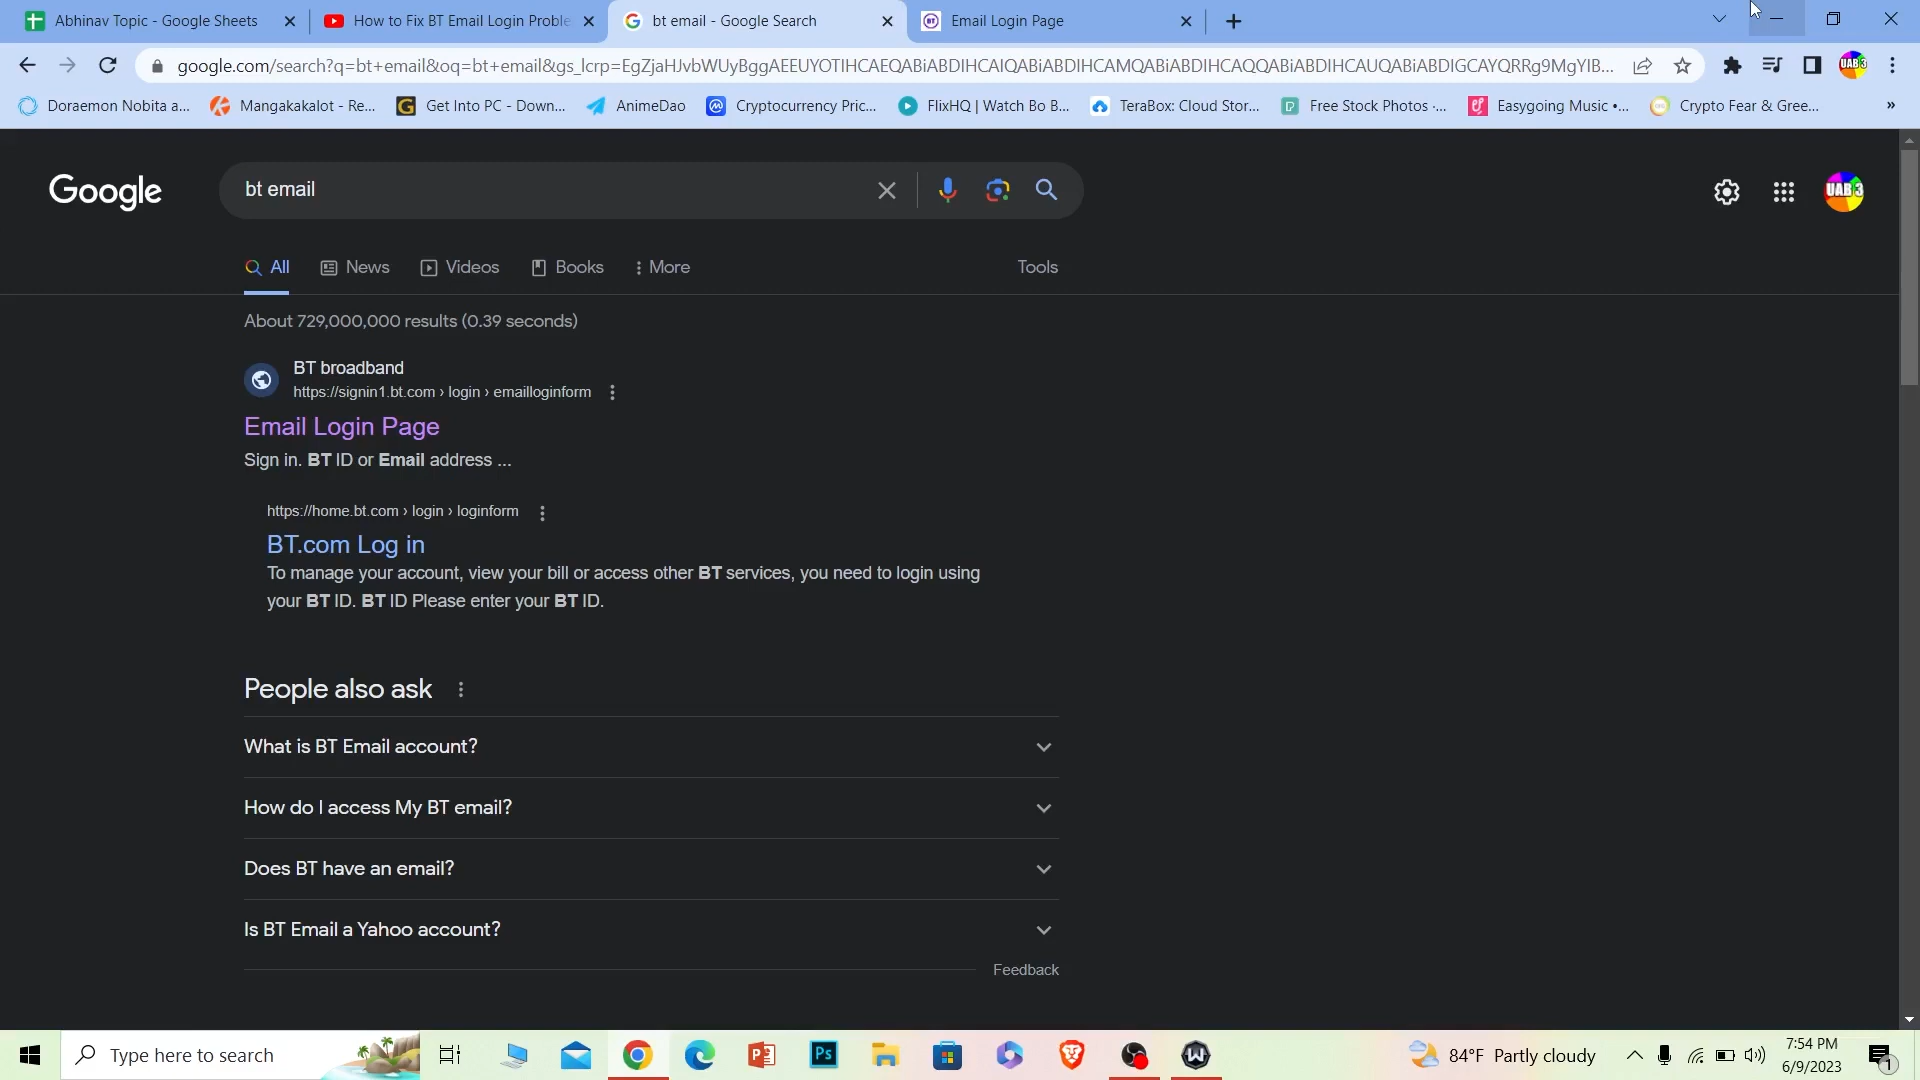 Abhinav Topic - Google Sheets
How to Fix BT Email Login Proble
bt email - Google Search
Email Login Page
google.com/search?q=bt+email&oq=bt+email&gs_lcrp=EgZjaHJvbWUyBggAEEUYOTIHCAEQABiABDIHCAIQABiABDIHCAMQABiABDIHCAQQABiABDIHCAUQABiABDIGCAYQRRg9MgYIB...
UAB 3
Doraemon Nobita a...
Mangakakalot - Re...
Get Into PC - Down...
AnimeDao
Cryptocurrency Pric...
FlixHQ | Watch Bo B...
TeraBox: Cloud Stor...
Free Stock Photos ·...
Easygoing Music •...
Crypto Fear & Gree...
»
Google
bt email
UAB 3
All
News
Videos
Books
More
Tools
About 729,000,000 results (0.39 seconds)
BT broadband
https://signin1.bt.com › login › emailloginform
Email Login Page
Sign in. BT ID or Email address ...
https://home.bt.com › login › loginform
BT.com Log in
To manage your account, view your bill or access other BT services, you need to login using
your BT ID. BT ID Please enter your BT ID.
People also ask
What is BT Email account?
How do I access My BT email?
Does BT have an email?
Is BT Email a Yahoo account?
Feedback
Type here to search
Ps
84°F Partly cloudy
7:54 PM
6/9/2023
1